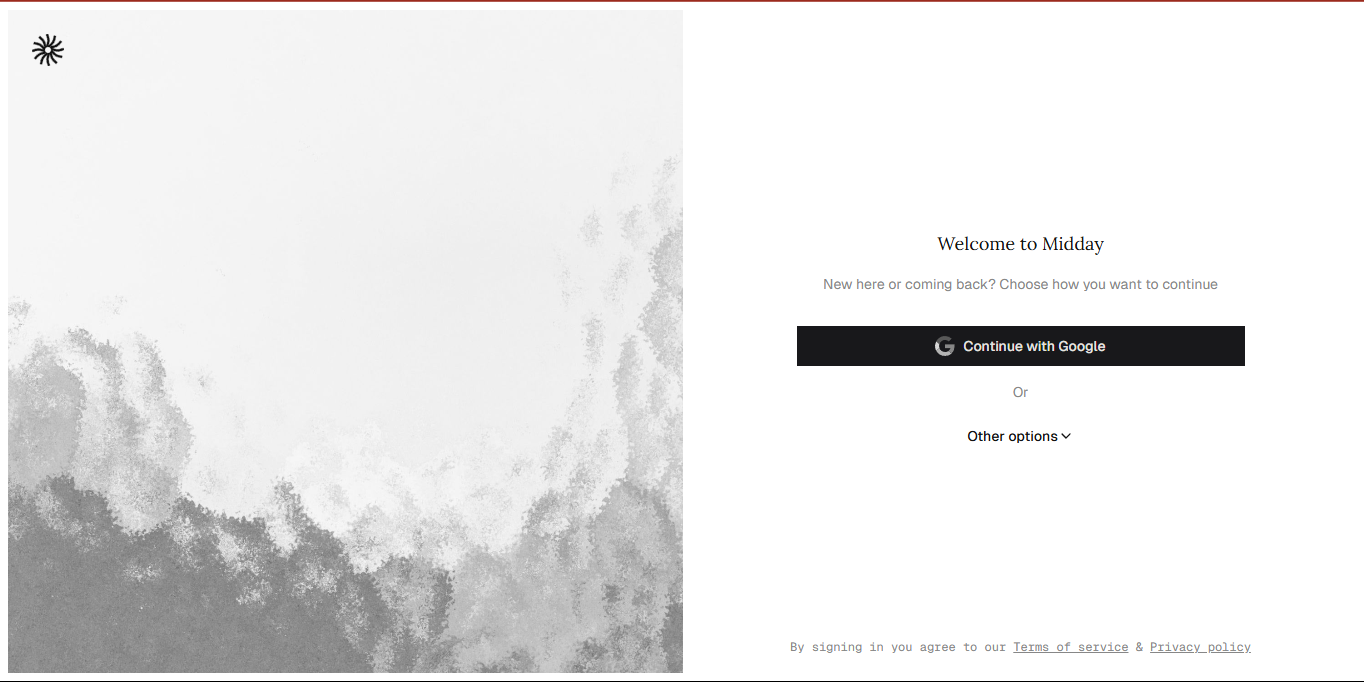 Welcome to Midday
New here or coming back? Choose how you want to continue
Continue with Google
Or
Other options
By signing in you agree to our Terms of service & Privacy policy